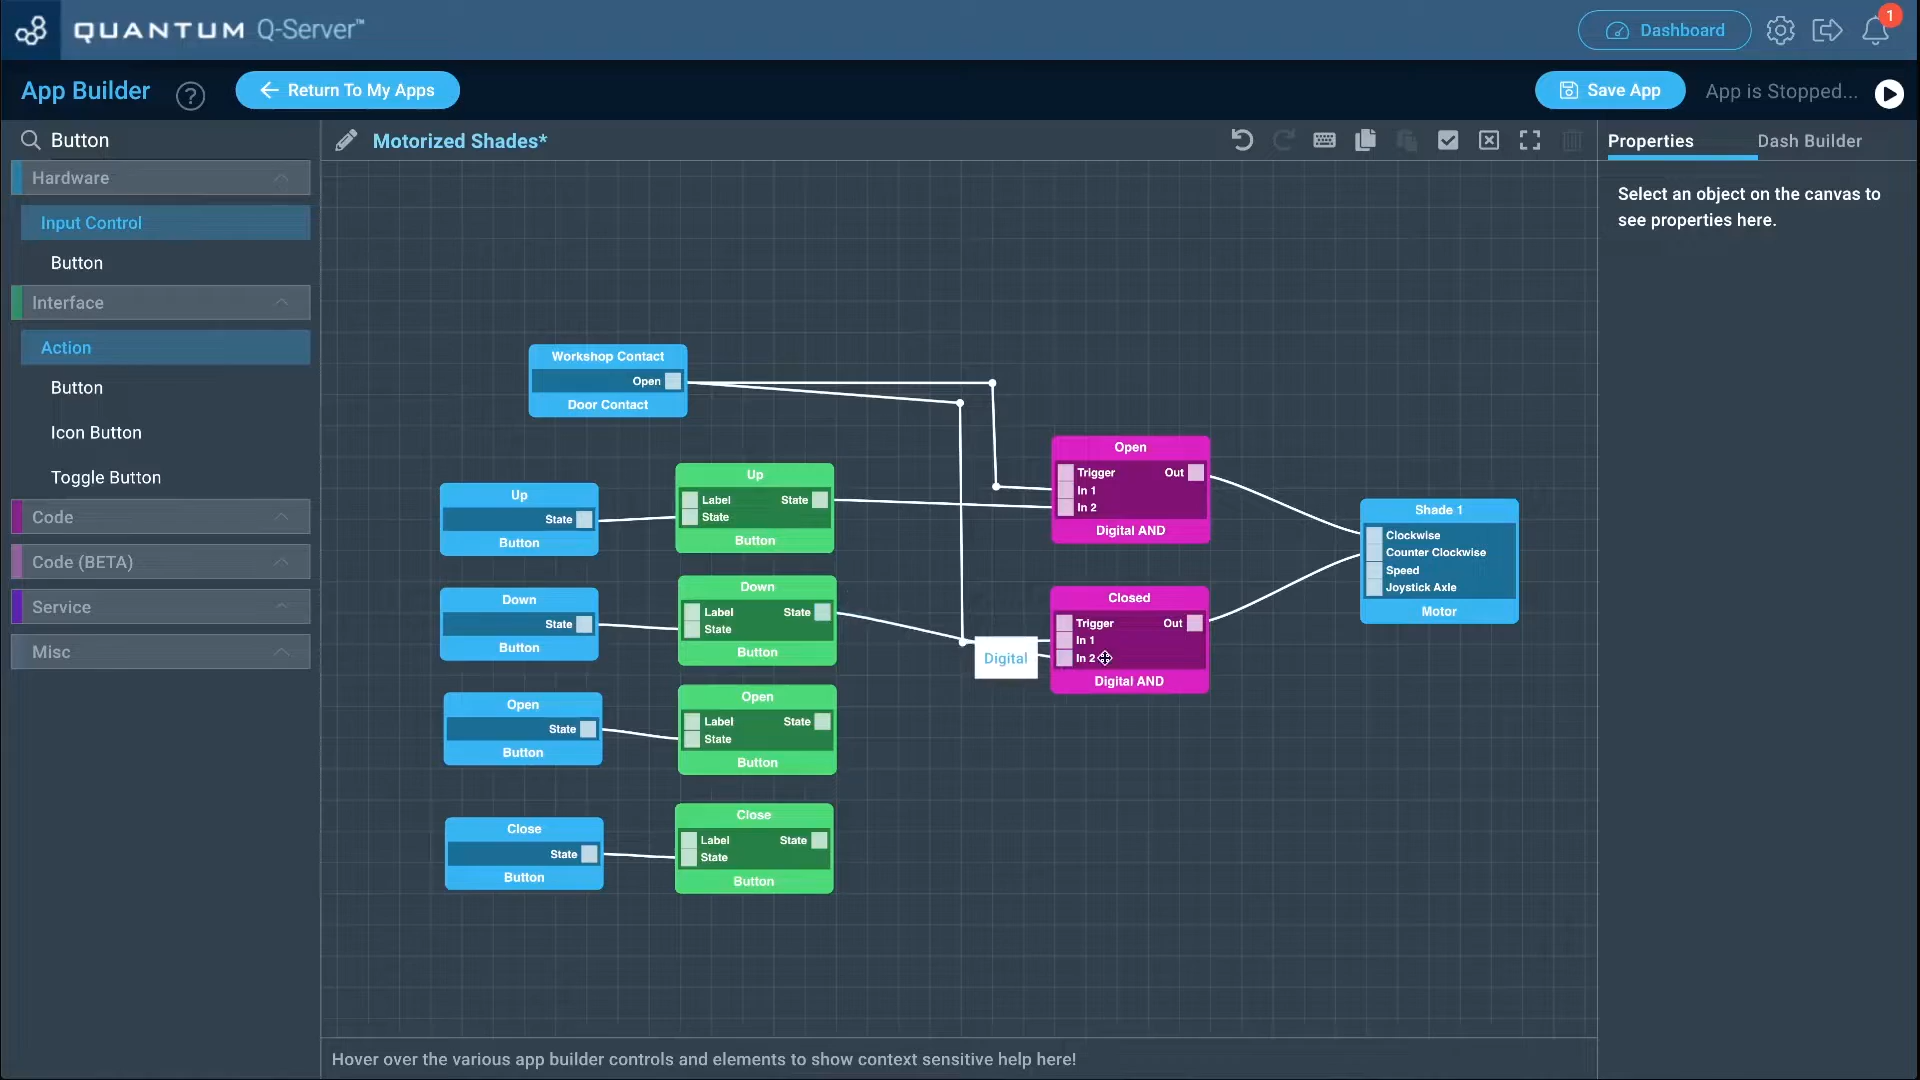 QUANTUM Q-Server™
Dashboard
1
App Builder
?
Return To My Apps
Save App
App is Stopped...
Button
Hardware
Input Control
Button
Interface
Action
Button
Icon Button
Toggle Button
Code
Code (BETA)
Service
Misc
Motorized Shades*
Properties
Dash Builder
Select an object on the canvas to
see properties here.
Workshop Contact
Open
Door Contact
Up
State
Button
Up
Label State
State
Button
Down
State
Button
Down
Label State
State
Button
Open
State
Button
Open
Label State
State
Button
Close
State
Button
Close
Label State
State
Button
Open
Trigger Out
In 1
In 2
Digital AND
Digital
Closed
Trigger Out
In 1
In 2
Digital AND
Shade 1
Clockwise
Counter Clockwise
Speed
Joystick Axle
Motor
Hover over the various app builder controls and elements to show context sensitive help here!